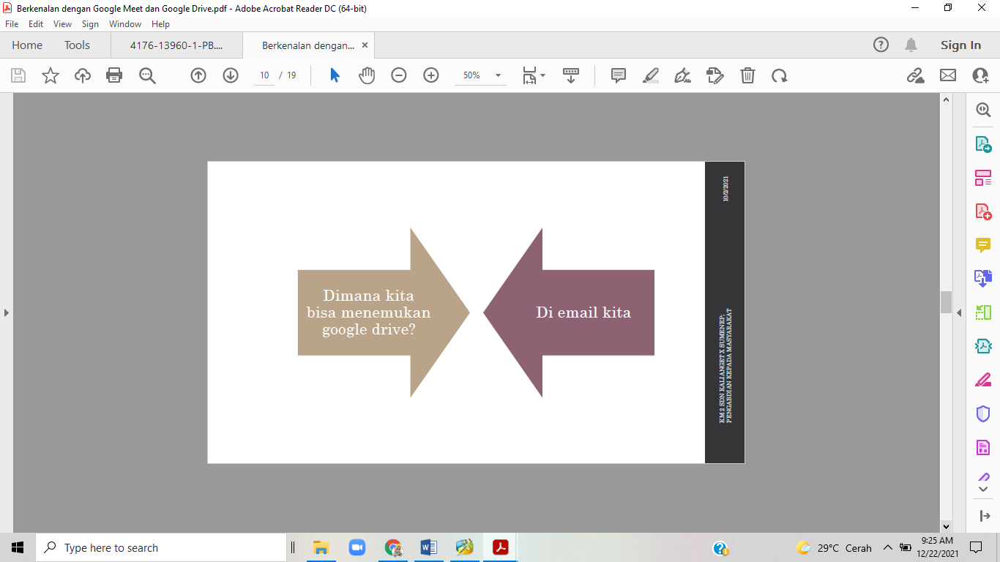 Berkenalan dengan Google Meet dan Google Drive.pdf - Adobe Acrobat Reader DC (64-bit)
File Edit View Sign Window Help
Home Tools 4176-13960-1-PB.... Berkenalan dengan... × Sign In
10 / 19 50%
10/2/2021
Dimana kita
bisa menemukan
google drive?
Di email kita
KM 2 SDN KALIANGET X SUMENEP;
PENGABDIAN KEPADA MASYARAKAT
Type here to search
29°C Cerah
9:25 AM
12/22/2021